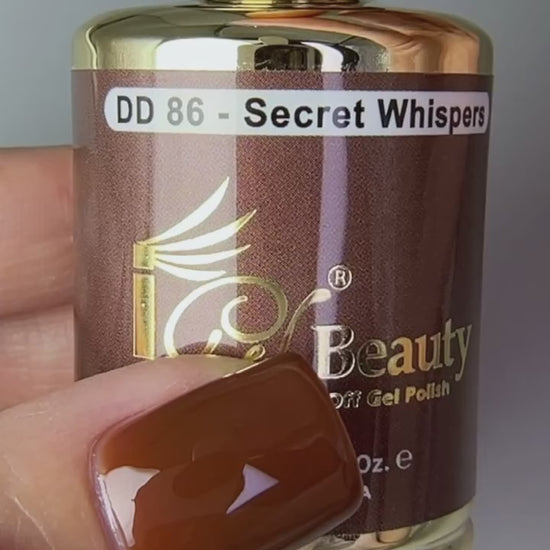 DD 86 - Secret Whispers
®
Beauty
Off Gel Polish
Oz. e
A